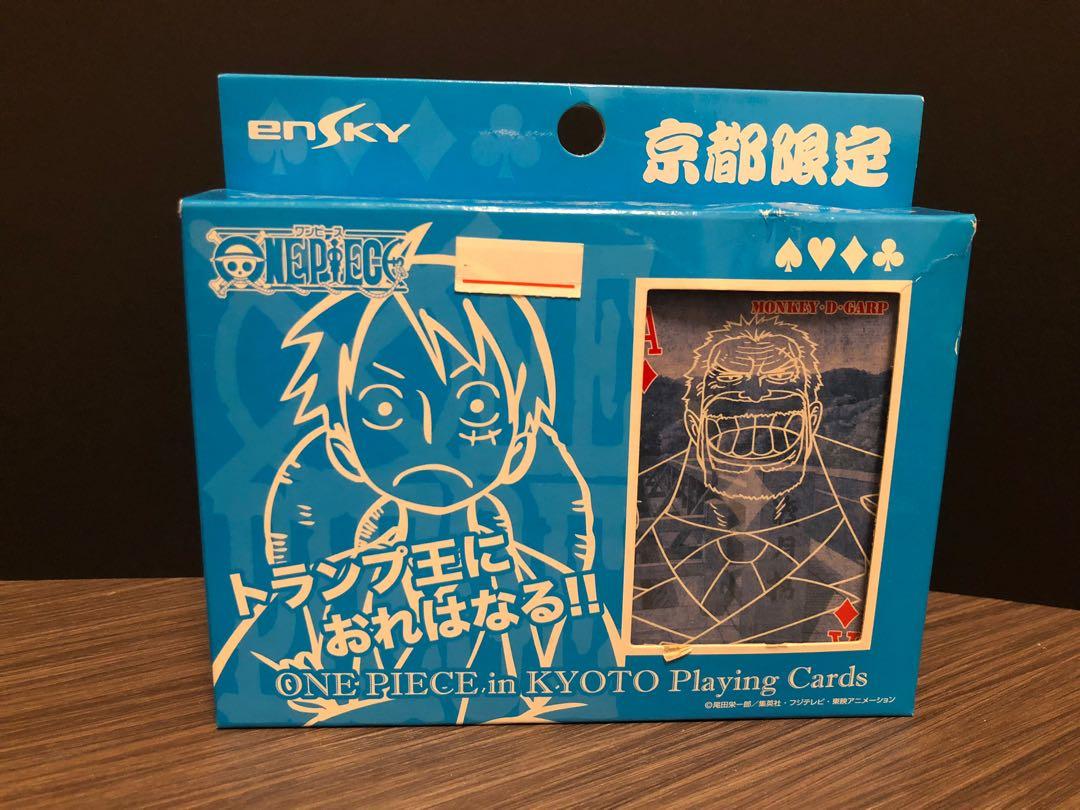 ensky
京都限定
ワンピース
ONE PIECE
A
MONKEY・D・GARP
トランプ王に
おれはなる!!
A
ONE PIECE in KYOTO Playing Cards
©尾田栄一郎／集英社・フジテレビ・東映アニメーション